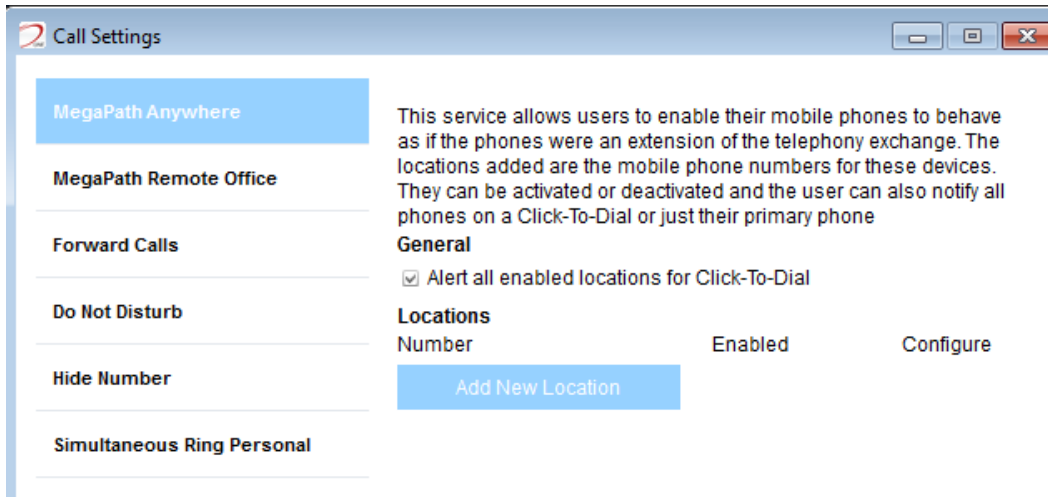 Call Settings
MegaPath Anywhere
MegaPath Remote Office
Forward Calls
Do Not Disturb
Hide Number
Simultaneous Ring Personal
This service allows users to enable their mobile phones to behave
as if the phones were an extension of the telephony exchange. The
locations added are the mobile phone numbers for these devices.
They can be activated or deactivated and the user can also notify all
phones on a Click-To-Dial or just their primary phone
General
Alert all enabled locations for Click-To-Dial
Locations
Number Enabled Configure
Add New Location